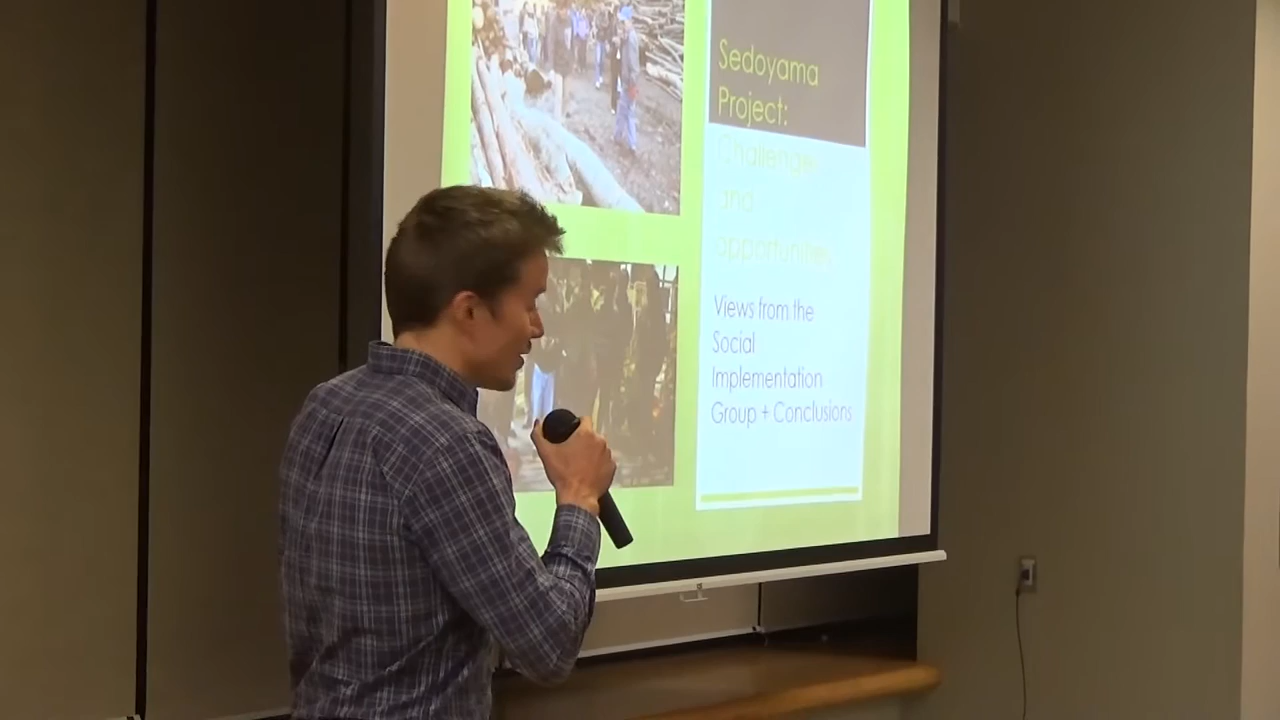 Sedoyama
Project:
Challenges
and
opportunities
Views from the
Social
Implementation
Group + Conclusions